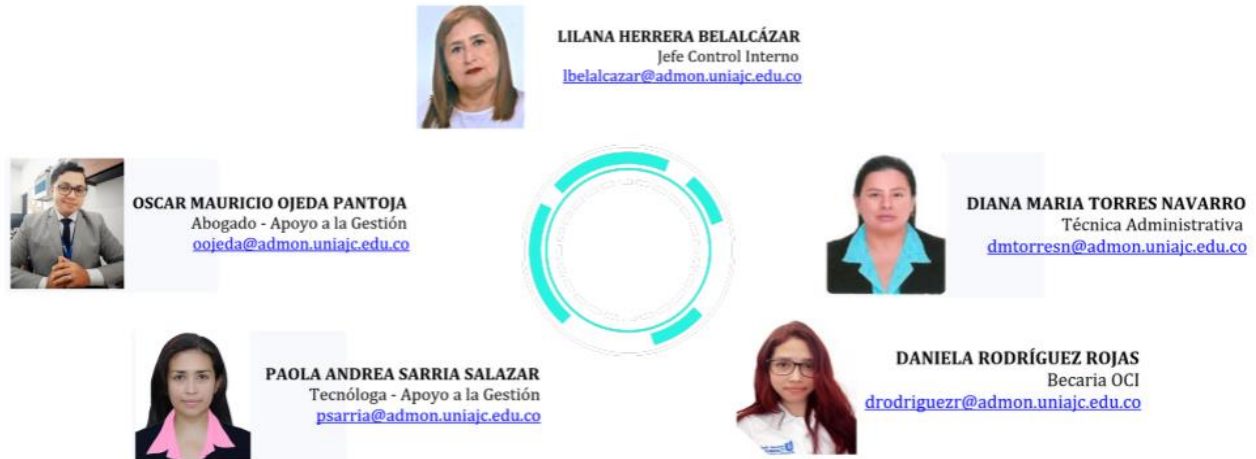 LILANA HERRERA BELALCÁZAR
Jefe Control Interno
lbelalcazar@admon.uniajc.edu.co
OSCAR MAURICIO OJEDA PANTOJA
Abogado - Apoyo a la Gestión
oojeda@admon.uniajc.edu.co
DIANA MARIA TORRES NAVARRO
Técnica Administrativa
dmtorresn@admon.uniajc.edu.co
PAOLA ANDREA SARRIA SALAZAR
Tecnóloga - Apoyo a la Gestión
psarria@admon.uniajc.edu.co
DANIELA RODRÍGUEZ ROJAS
Becaria OCI
drodriguezr@admon.uniajc.edu.co